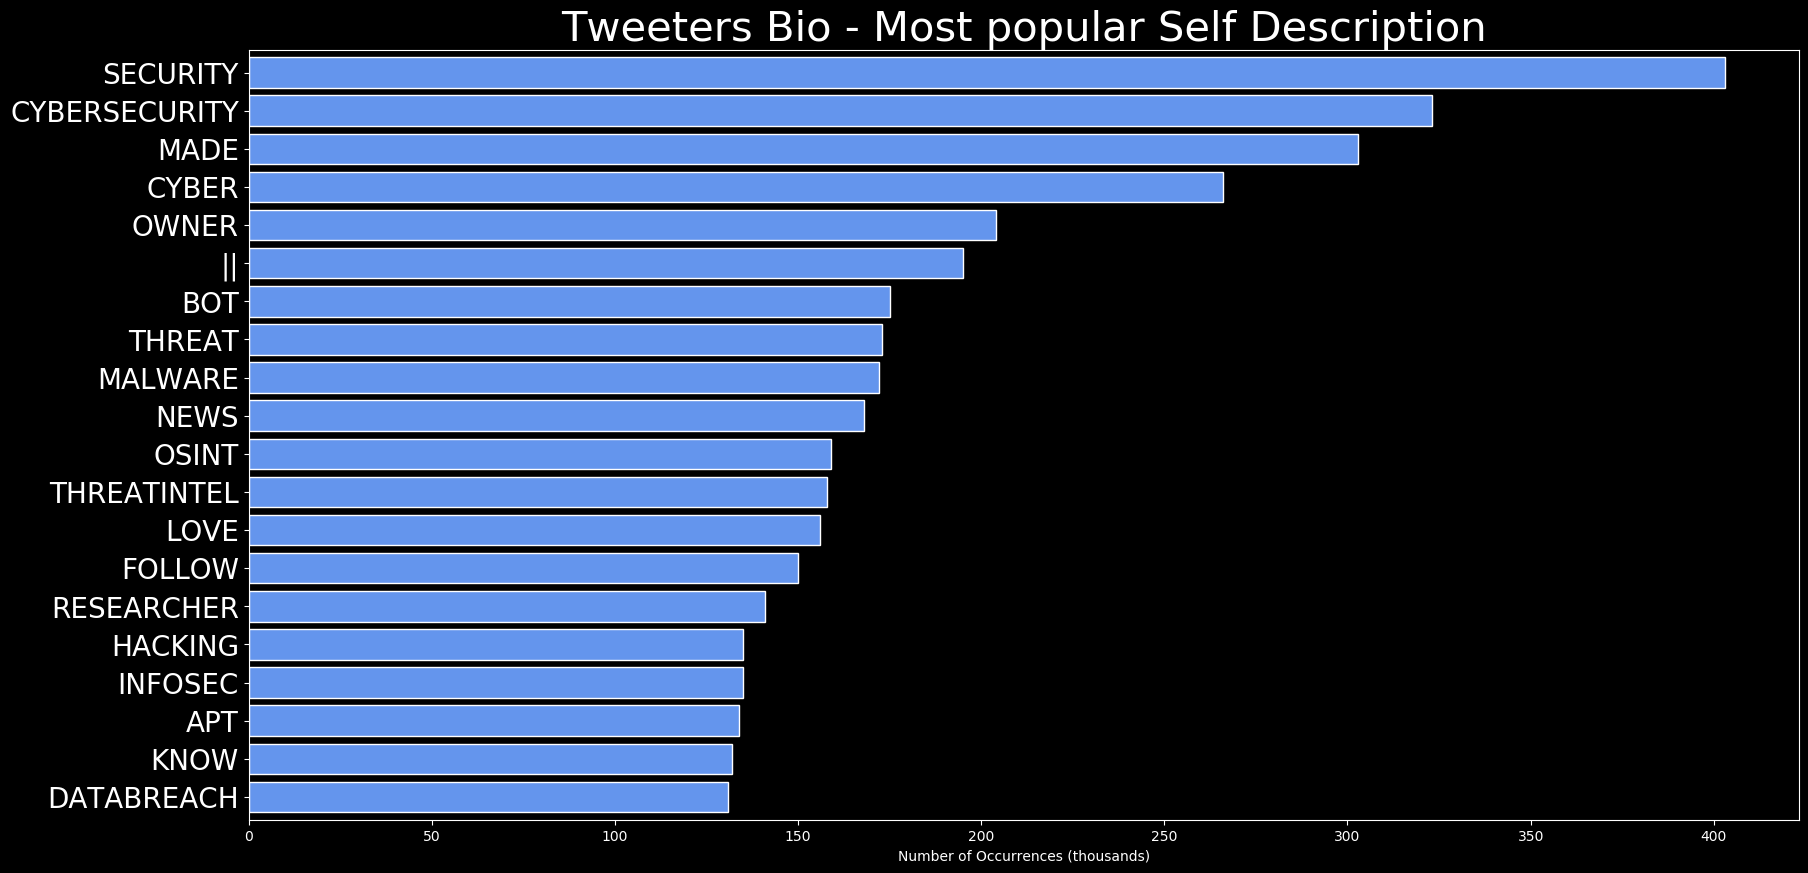 Tweeters Bio - Most popular Self Description
SECURITY
CYBERSECURITY
MADE
CYBER
OWNER
||
BOT
THREAT
MALWARE
NEWS
OSINT
THREATINTEL
LOVE
FOLLOW
RESEARCHER
HACKING
INFOSEC
APT
KNOW
DATABREACH
0 50 100 150 200 250 300 350 400
Number of Occurrences (thousands)